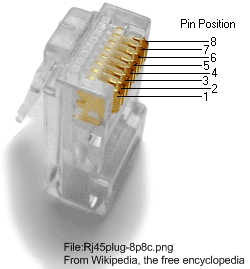 Pin Position
8
7
6
5
4
3
2
1
File:Rj45plug-8p8c.png
From Wikipedia, the free encyclopedia